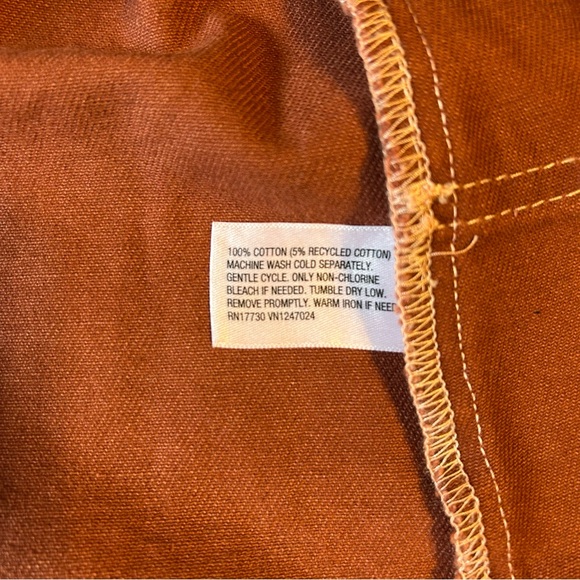 100% COTTON (5% RECYCLED COTTON)
MACHINE WASH COLD SEPARATELY.
GENTLE CYCLE. ONLY NON-CHLORINE
BLEACH IF NEEDED. TUMBLE DRY LOW.
REMOVE PROMPTLY. WARM IRON IF
RN17730 VN1247024